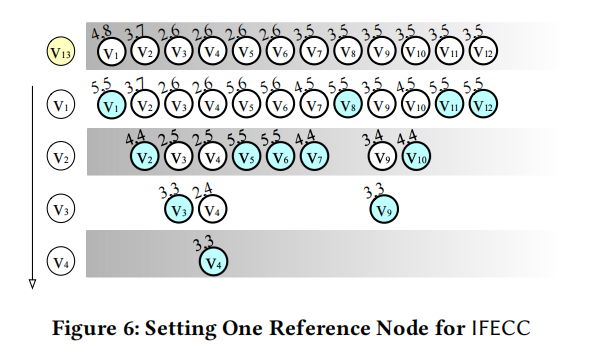 4,8 3,7 2,6 2,6 2,6 2,6 3,5 3,5 3,5 3,5 3,5 3,5
V₁₃ V₁ V₂ V₃ V₄ V₅ V₆ V₇ V₈ V₉ V₁₀ V₁₁ V₁₂
5,5 3,7 2,6 2,6 5,6 5,6 4,5 5,5 3,5 4,5 5,5 5,5
V₁ V₁ V₂ V₃ V₄ V₅ V₆ V₇ V₈ V₉ V₁₀ V₁₁ V₁₂
4,4 2,5 2,5 5,5 5,5 4,4 3,4 4,4
V₂ V₂ V₃ V₄ V₅ V₆ V₇ V₉ V₁₀
3,3 2,4 3,3
V₃ V₃ V₄ V₉
3,3
V₄ V₄
Figure 6: Setting One Reference Node for IFECC